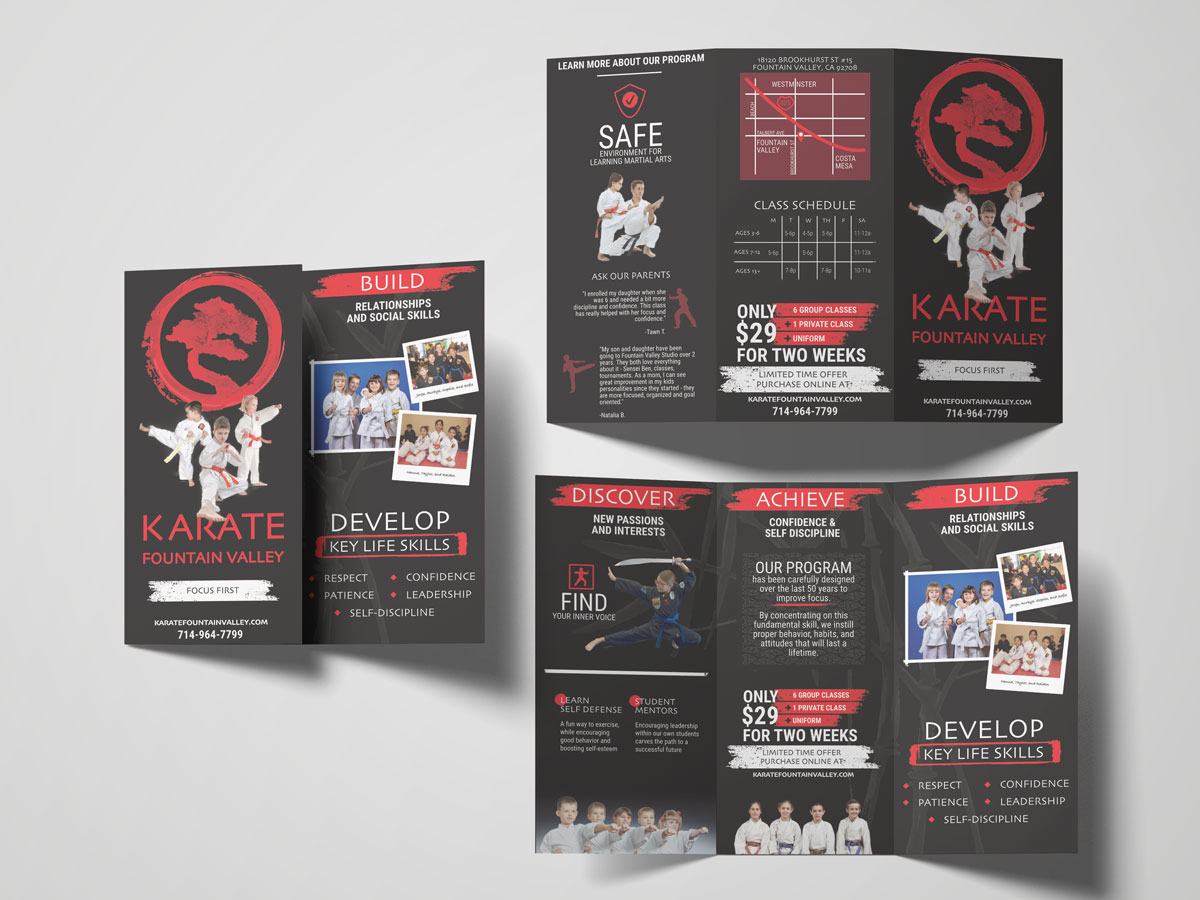 KARATE
FOUNTAIN VALLEY
FOCUS FIRST
KARATEFOUNTAINVALLEY.COM
714-964-7799
BUILD
RELATIONSHIPS
AND SOCIAL SKILLS
DEVELOP
KEY LIFE SKILLS
RESPECT
CONFIDENCE
PATIENCE
LEADERSHIP
SELF-DISCIPLINE
LEARN MORE ABOUT OUR PROGRAM
SAFE
ENVIRONMENT FOR
LEARNING MARTIAL ARTS
ASK OUR PARENTS
"I enrolled my daughter when she
was 6 and needed a bit more
discipline and confidence. This class
has really helped with her focus and
confidence."
-Tawn T.
"My son and daughter have been
going to Fountain Valley Studio over 2
years. They both love everything
about it - Sensei Ben, classes,
tournaments. As a mom, I can see
great improvement in my kids
personalities since they started - they
are more focused, organized and goal
oriented."
-Natalia B.
18120 BROOKHURST ST #15
FOUNTAIN VALLEY, CA 92708
WESTMINSTER
BEACH
TALBERT AVE
FOUNTAIN
VALLEY
BROOKHURST ST
COSTA
MESA
CLASS SCHEDULE
M T W TH F SA
AGES 3-6 5-6p 4-5p 5-6p 11-12a
AGES 7-12 5-6p 5-6p 11-12a
AGES 13+ 7-8p 7-8p 10-11a
ONLY
$29
6 GROUP CLASSES
+ 1 PRIVATE CLASS
+ UNIFORM
FOR TWO WEEKS
LIMITED TIME OFFER
PURCHASE ONLINE AT:
KARATEFOUNTAINVALLEY.COM
714-964-7799
KARATE
FOUNTAIN VALLEY
FOCUS FIRST
KARATEFOUNTAINVALLEY.COM
714-964-7799
DISCOVER
NEW PASSIONS
AND INTERESTS
FIND
YOUR INNER VOICE
LEARN
SELF DEFENSE
A fun way to exercise,
while encouraging
good behavior and
boosting self-esteem
STUDENT
MENTORS
Encouraging leadership
within our own students
carves the path to a
successful future
ACHIEVE
CONFIDENCE &
SELF DISCIPLINE
OUR PROGRAM
has been carefully designed
over the last 50 years to
improve focus.
By concentrating on this
fundamental skill, we instill
proper behavior, habits, and
attitudes that will last a
lifetime.
ONLY
$29
6 GROUP CLASSES
+ 1 PRIVATE CLASS
+ UNIFORM
FOR TWO WEEKS
LIMITED TIME OFFER
PURCHASE ONLINE AT:
KARATEFOUNTAINVALLEY.COM
BUILD
RELATIONSHIPS
AND SOCIAL SKILLS
DEVELOP
KEY LIFE SKILLS
RESPECT
CONFIDENCE
PATIENCE
LEADERSHIP
SELF-DISCIPLINE